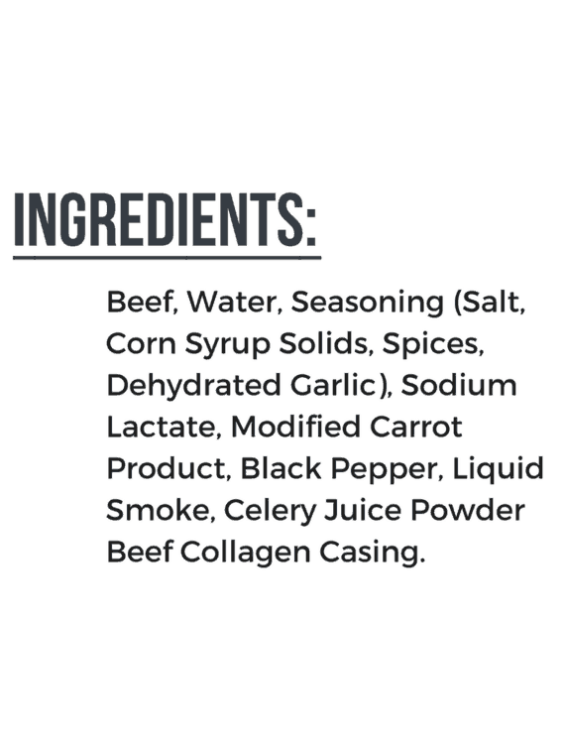 INGREDIENTS:
Beef, Water, Seasoning (Salt,
Corn Syrup Solids, Spices,
Dehydrated Garlic), Sodium
Lactate, Modified Carrot
Product, Black Pepper, Liquid
Smoke, Celery Juice Powder
Beef Collagen Casing.